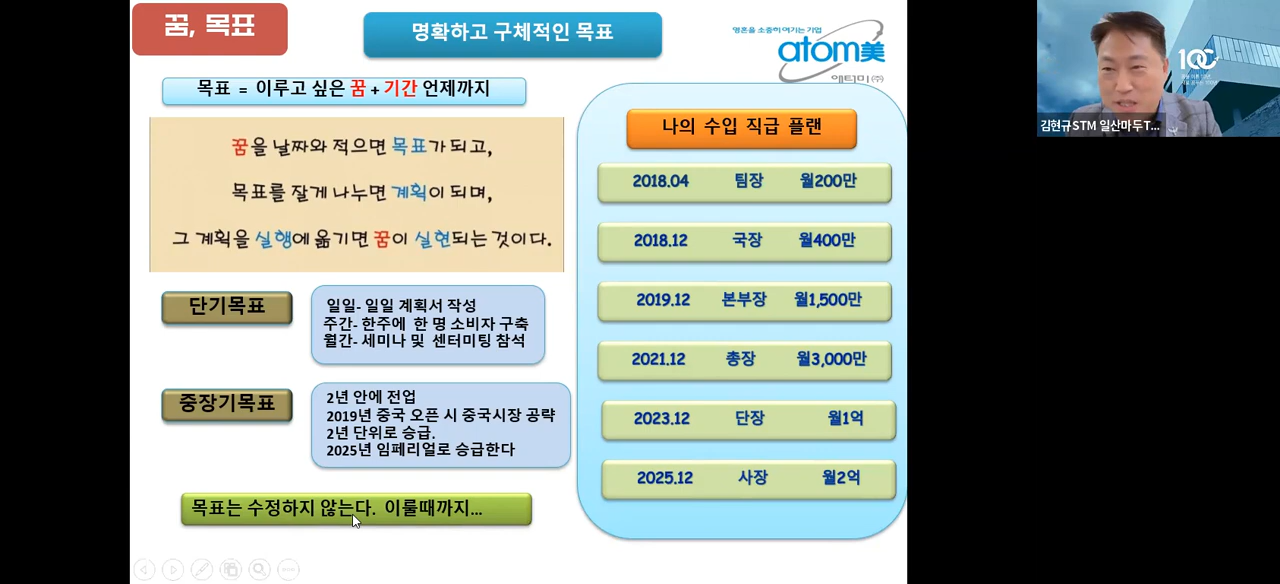 꿈, 목표
명확하고 구체적인 목표
영혼을 소중히 여기는 기업
atom美
애터미(주)
목표 = 이루고 싶은 꿈 + 기간 언제까지
꿈을 날짜와 적으면 목표가 되고,
목표를 잘게 나누면 계획이 되며,
그 계획을 실행에 옮기면 꿈이 실현되는 것이다.
단기목표
일일- 일일 계획서 작성
주간- 한주에 한 명 소비자 구축
월간- 세미나 및 센터미팅 참석
중장기목표
2년 안에 전업
2019년 중국 오픈 시 중국시장 공략
2년 단위로 승급.
2025년 임페리얼로 승급한다
목표는 수정하지 않는다. 이룰때까지...
나의 수입 직급 플랜
2018.04 팀장 월200만
2018.12 국장 월400만
2019.12 본부장 월1,500만
2021.12 총장 월3,000만
2023.12 단장 월1억
2025.12 사장 월2억
100
김현규STM 일산마두T...